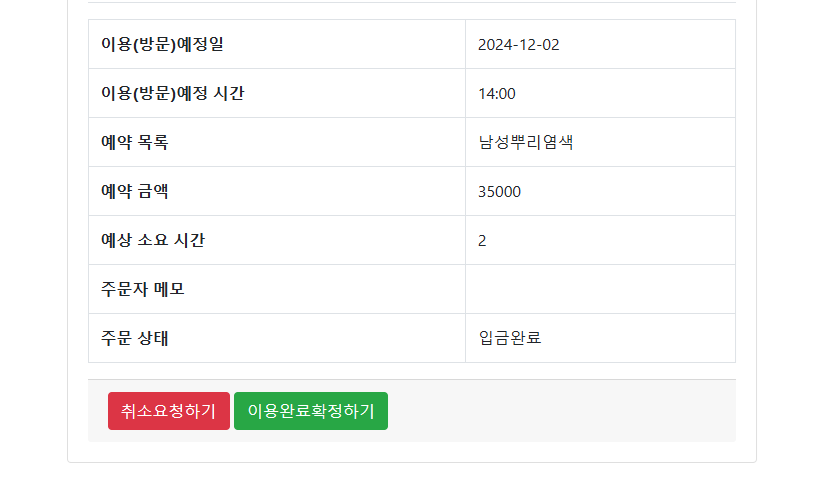 이용(방문)예정일 2024-12-02
이용(방문)예정 시간 14:00
예약 목록 남성뿌리염색
예약 금액 35000
예상 소요 시간 2
주문자 메모
주문 상태 입금완료
취소요청하기 이용완료확정하기